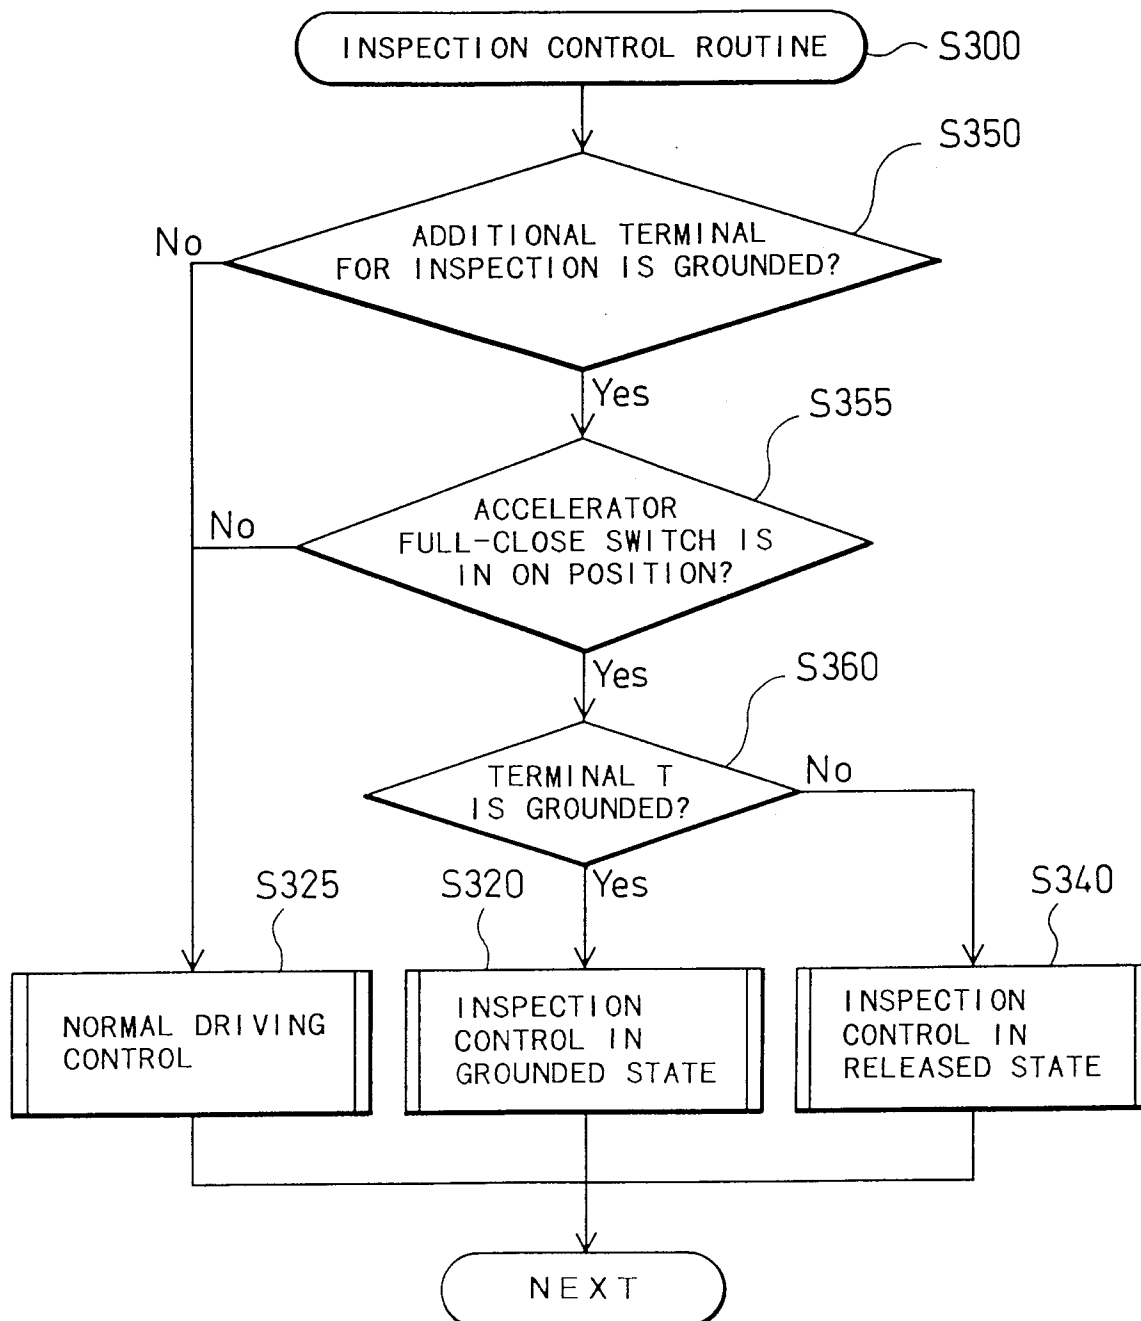 INSPECTION CONTROL ROUTINE
S300
S350
ADDITIONAL TERMINAL
FOR INSPECTION IS GROUNDED?
No
Yes
S355
ACCELERATOR
FULL-CLOSE SWITCH IS
IN ON POSITION?
No
Yes
S360
TERMINAL T
IS GROUNDED?
No
Yes
S325
NORMAL DRIVING
CONTROL
S320
INSPECTION
CONTROL IN
GROUNDED STATE
S340
INSPECTION
CONTROL IN
RELEASED STATE
NEXT